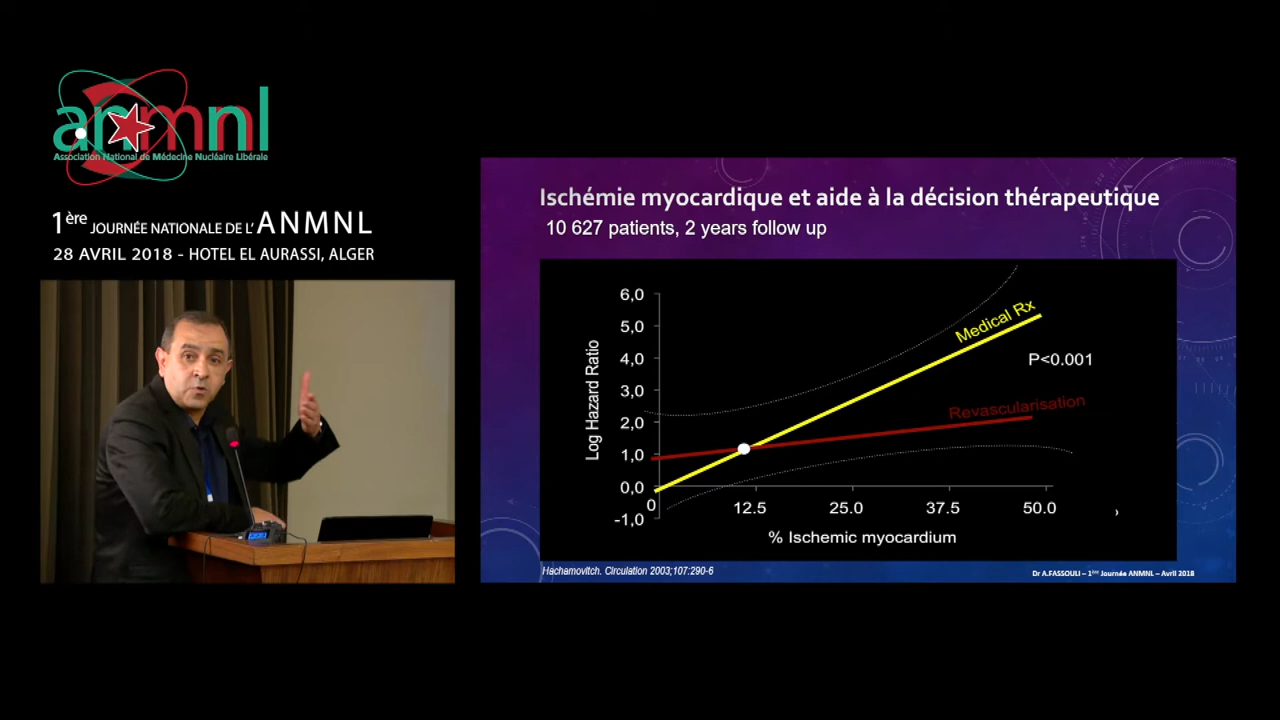 anmnl
Association National de Médecine Nucléaire Libérale
1ère JOURNÉE NATIONALE DE L' ANMNL
28 AVRIL 2018 - HOTEL EL AURASSI, ALGER
Ischémie myocardique et aide à la décision thérapeutique
10 627 patients, 2 years follow up
6,0
5,0
4,0
3,0
2,0
1,0
0,0
-1,0
Log Hazard Ratio
Medical Rx
P<0.001
Revascularisation
0
12.5
25.0
37.5
50.0
% Ischemic myocardium
Hachamovitch. Circulation 2003;107:290-6
Dr A.FASSOULI – 1ère Journée ANMNL – Avril 2018